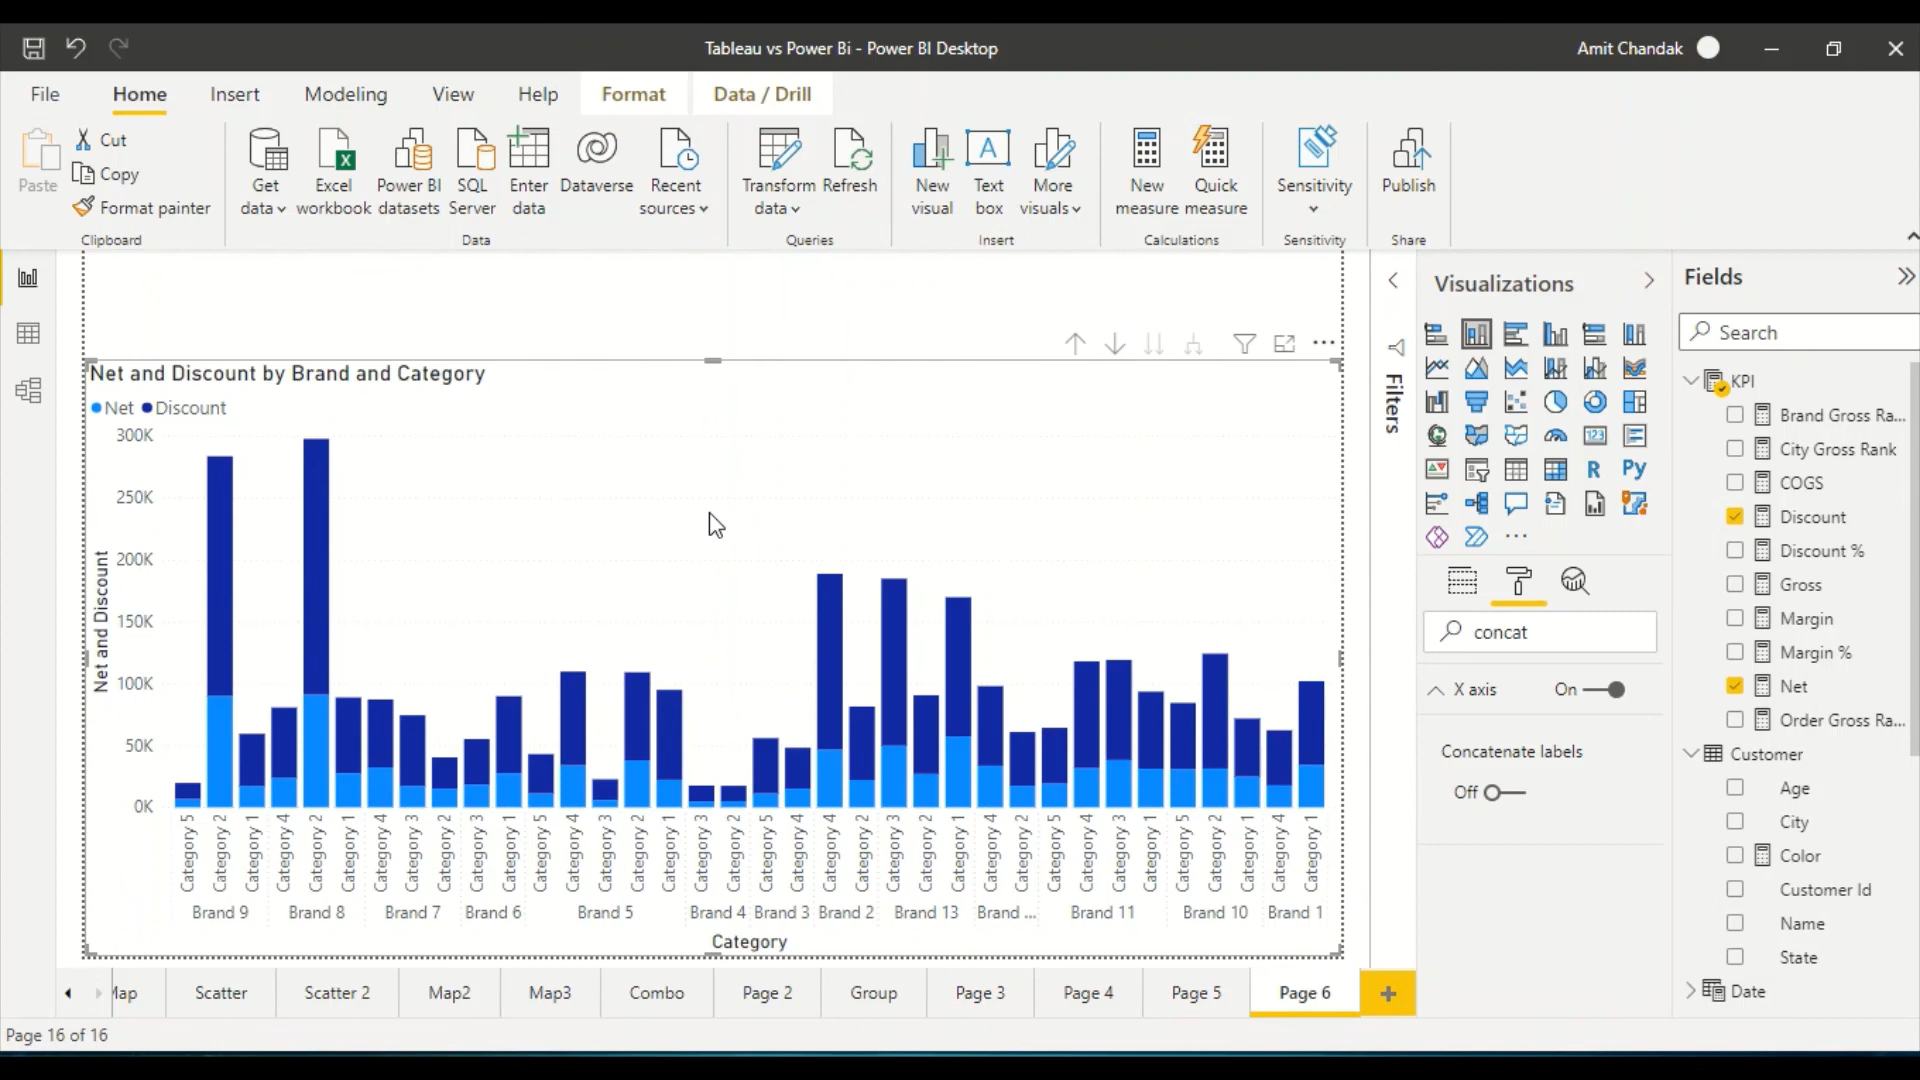 Tableau vs Power Bi - Power BI Desktop
Amit Chandak
File Home Insert Modeling View Help Format Data / Drill
Paste
Cut
Copy
Format painter
Clipboard
Get data
Excel workbook
Power BI datasets
SQL Server
Enter data
Dataverse
Recent sources
Data
Transform data
Refresh
Queries
New visual
A
Text box
More visuals
Insert
New measure
Quick measure
Calculations
Sensitivity
Sensitivity
Publish
Share
Net and Discount by Brand and Category
Net Discount
300K
250K
200K
150K
100K
50K
0K
Net and Discount
Category 5
Category 2
Category 1
Category 4
Category 2
Category 1
Category 4
Category 3
Category 2
Category 3
Category 1
Category 5
Category 4
Category 3
Category 2
Category 1
Category 3
Category 2
Category 5
Category 4
Category 4
Category 2
Category 3
Category 2
Category 1
Category 4
Category 2
Category 5
Category 4
Category 3
Category 1
Category 5
Category 2
Category 1
Category 4
Category 1
Brand 9 Brand 8 Brand 7 Brand 6 Brand 5 Brand 4 Brand 3 Brand 2 Brand 13 Brand ... Brand 11 Brand 10 Brand 1
Category
Filters
Visualizations
123
R Py
concat
X axis On
Concatenate labels
Off
Fields
Search
KPI
Brand Gross Ra...
City Gross Rank
COGS
Discount
Discount %
Gross
Margin
Margin %
Net
Order Gross Ra...
Customer
Age
City
Color
Customer Id
Name
State
Date
Scatter Scatter 2 Map2 Map3 Combo Page 2 Group Page 3 Page 4 Page 5 Page 6
Page 16 of 16